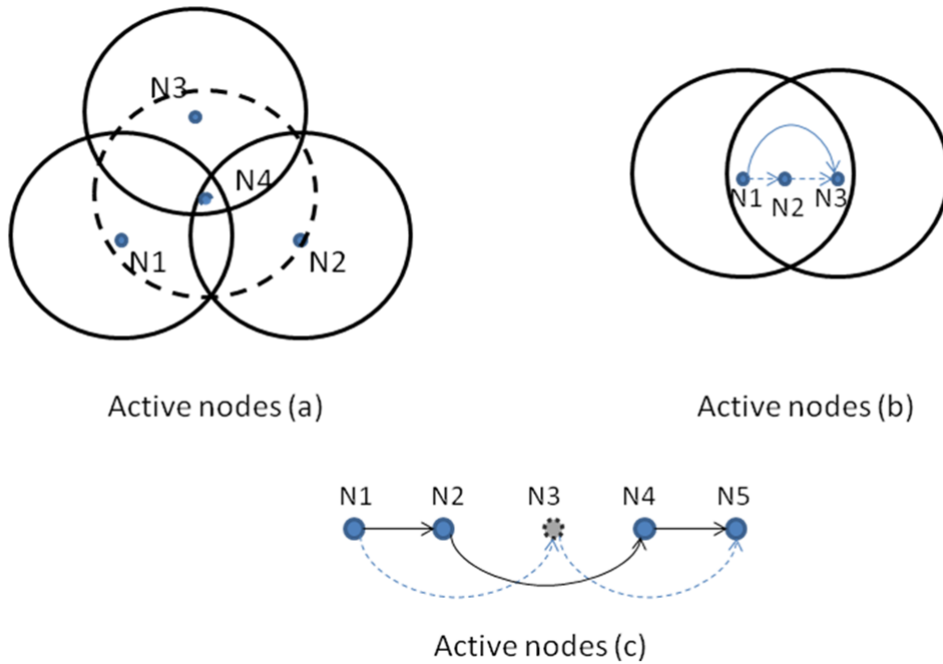 N3
N4
N1
N2
Active nodes (a)
N1
N2
N3
Active nodes (b)
N1 N2 N3 N4 N5
Active nodes (c)